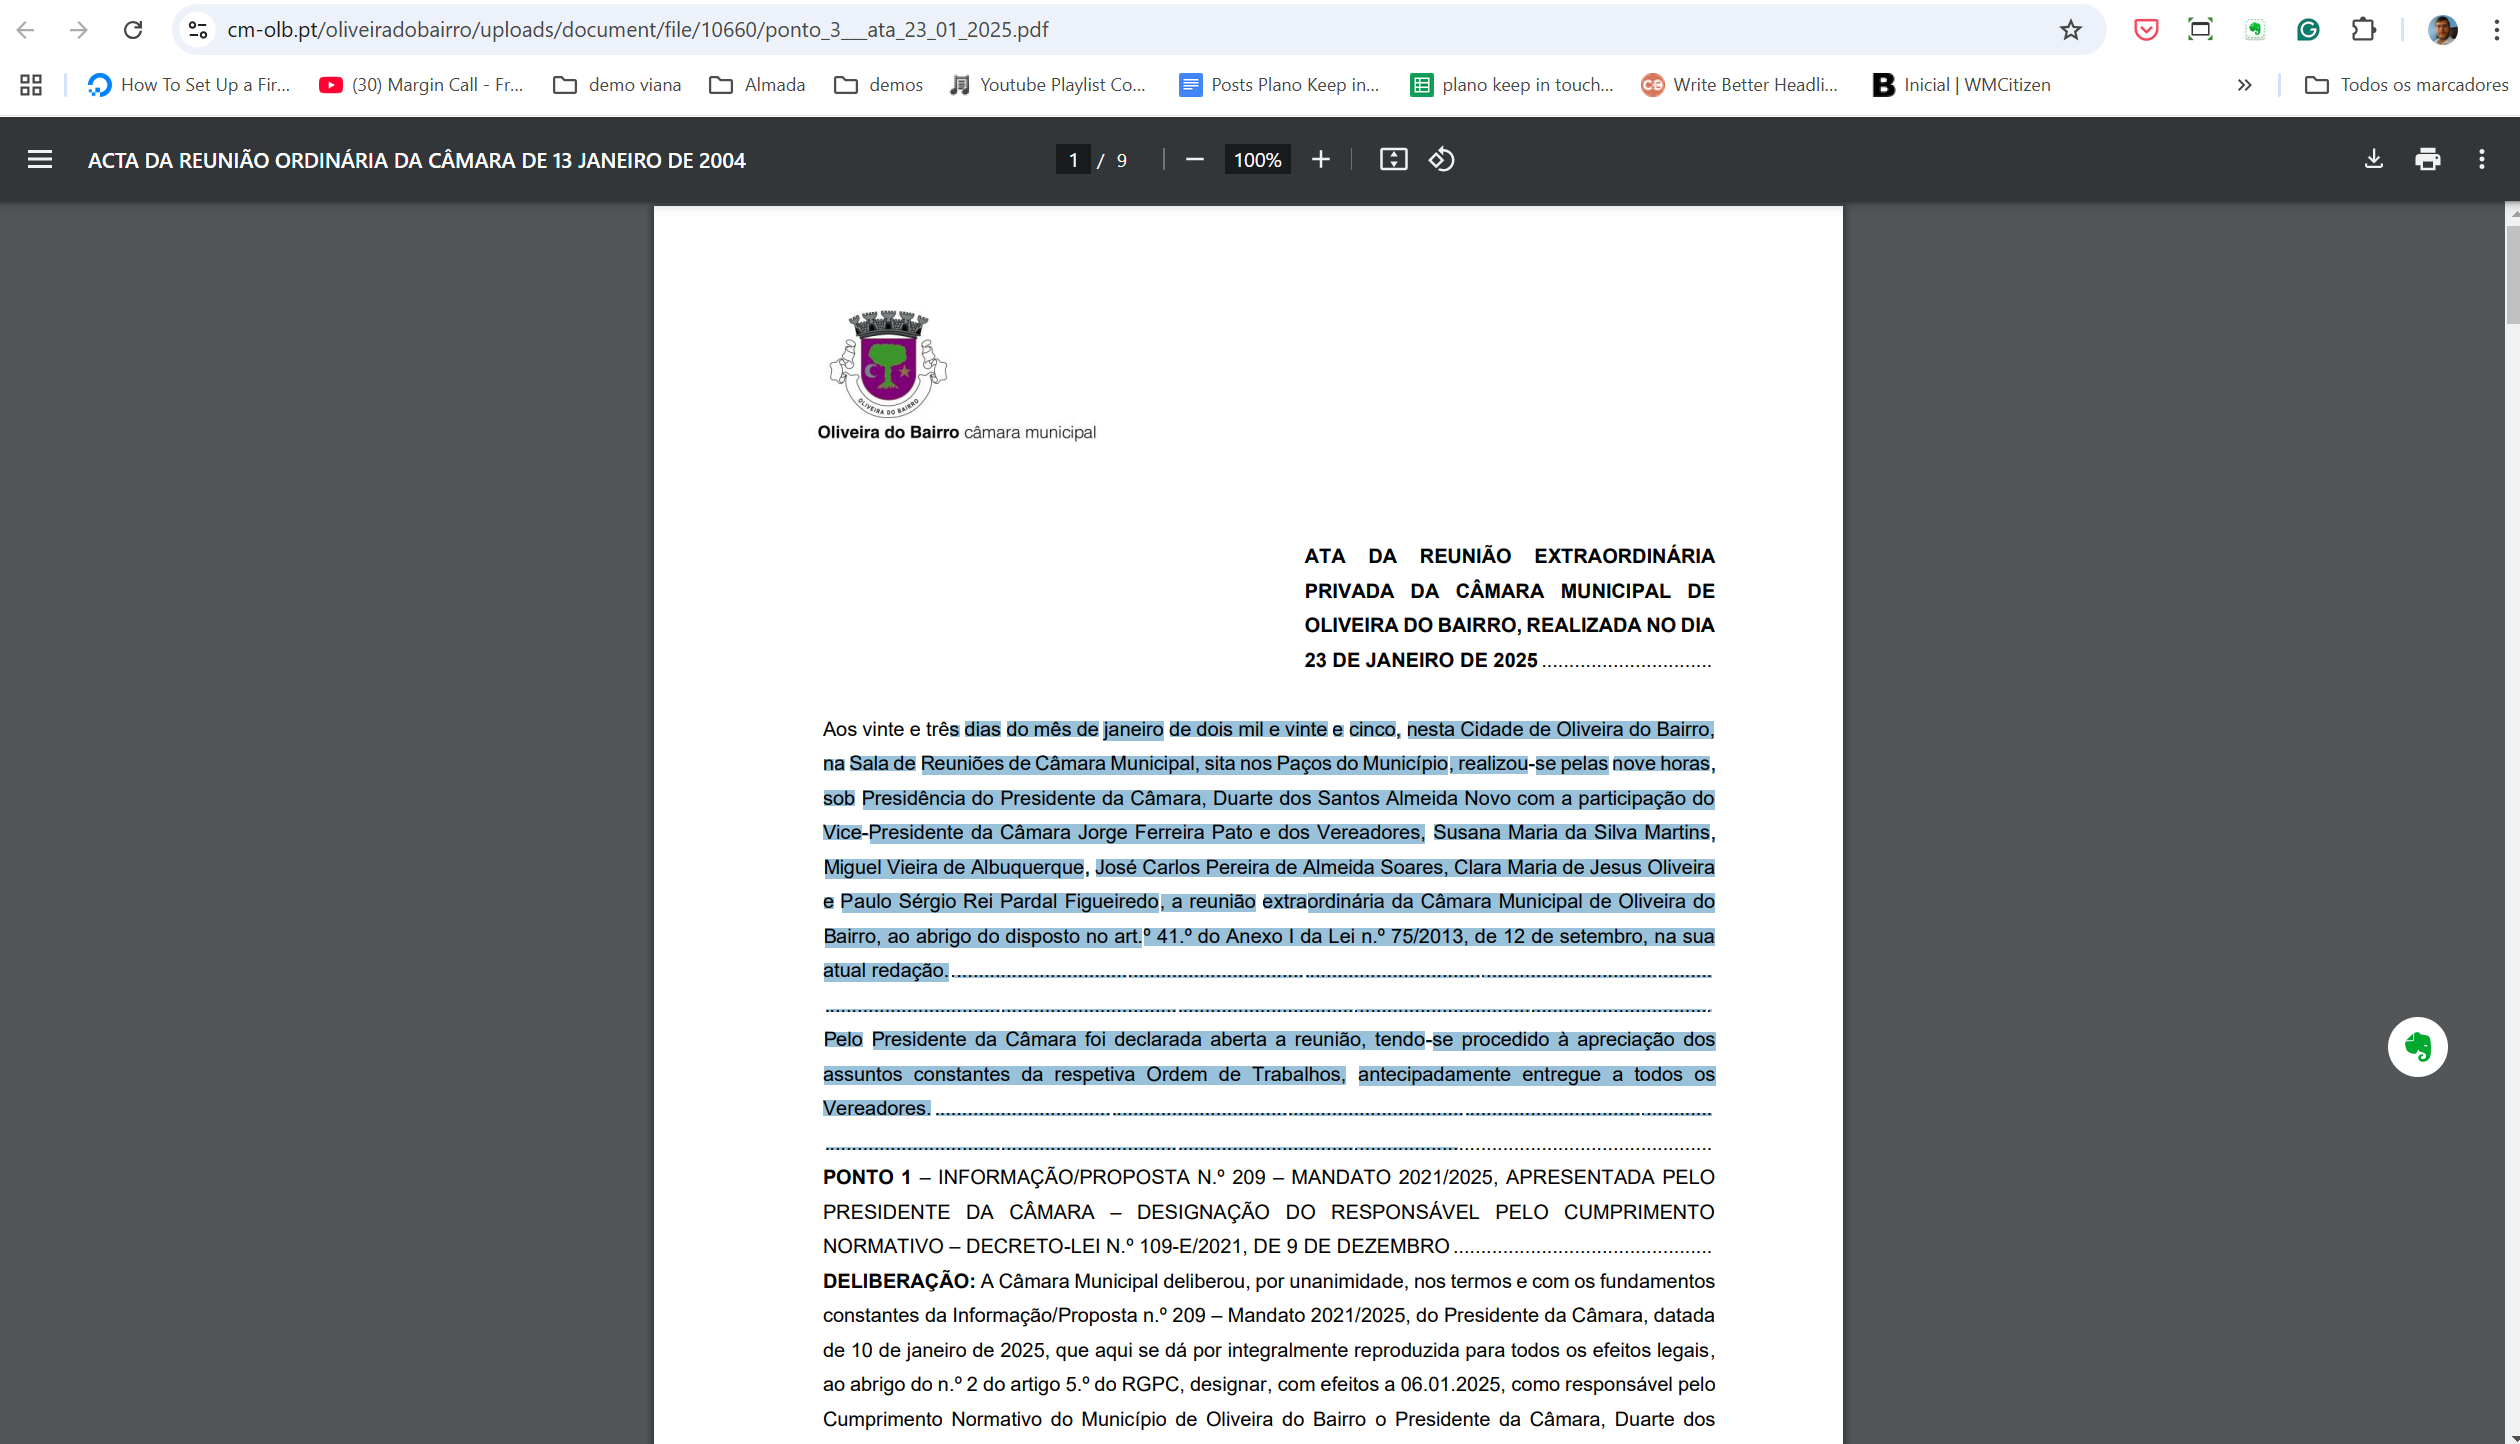 cm-olb.pt/oliveiradobairro/uploads/document/file/10660/ponto_3___ata_23_01_2025.pdf
How To Set Up a Fir... (30) Margin Call - Fr... demo viana Almada demos Youtube Playlist Co... Posts Plano Keep in... plano keep in touch... Write Better Headli... B Inicial | WMCitizen » Todos os marcadores
ACTA DA REUNIÃO ORDINÁRIA DA CÂMARA DE 13 JANEIRO DE 2004 1 / 9 — 100% +
OLIVEIRA DO BAIRRO
Oliveira do Bairro câmara municipal
ATA DA REUNIÃO EXTRAORDINÁRIA
PRIVADA DA CÂMARA MUNICIPAL DE
OLIVEIRA DO BAIRRO, REALIZADA NO DIA
23 DE JANEIRO DE 2025 ...............................
Aos vinte e três dias do mês de janeiro de dois mil e vinte e cinco, nesta Cidade de Oliveira do Bairro,
na Sala de Reuniões de Câmara Municipal, sita nos Paços do Município, realizou-se pelas nove horas,
sob Presidência do Presidente da Câmara, Duarte dos Santos Almeida Novo com a participação do
Vice-Presidente da Câmara Jorge Ferreira Pato e dos Vereadores, Susana Maria da Silva Martins,
Miguel Vieira de Albuquerque, José Carlos Pereira de Almeida Soares, Clara Maria de Jesus Oliveira
e Paulo Sérgio Rei Pardal Figueiredo, a reunião extraordinária da Câmara Municipal de Oliveira do
Bairro, ao abrigo do disposto no art.º 41.º do Anexo I da Lei n.º 75/2013, de 12 de setembro, na sua
atual redação. ..............................................................................................................
Pelo Presidente da Câmara foi declarada aberta a reunião, tendo-se procedido à apreciação dos
assuntos constantes da respetiva Ordem de Trabalhos, antecipadamente entregue a todos os
Vereadores. ..............................................................................................................
PONTO 1 – INFORMAÇÃO/PROPOSTA N.º 209 – MANDATO 2021/2025, APRESENTADA PELO
PRESIDENTE DA CÂMARA – DESIGNAÇÃO DO RESPONSÁVEL PELO CUMPRIMENTO
NORMATIVO – DECRETO-LEI N.º 109-E/2021, DE 9 DE DEZEMBRO ...............................................
DELIBERAÇÃO: A Câmara Municipal deliberou, por unanimidade, nos termos e com os fundamentos
constantes da Informação/Proposta n.º 209 – Mandato 2021/2025, do Presidente da Câmara, datada
de 10 de janeiro de 2025, que aqui se dá por integralmente reproduzida para todos os efeitos legais,
ao abrigo do n.º 2 do artigo 5.º do RGPC, designar, com efeitos a 06.01.2025, como responsável pelo
Cumprimento Normativo do Município de Oliveira do Bairro o Presidente da Câmara, Duarte dos